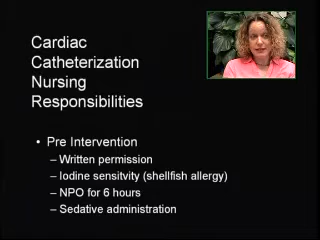 Cardiac
Catheterization
Nursing
Responsibilities
• Pre Intervention
– Written permission
– Iodine sensitvity (shellfish allergy)
– NPO for 6 hours
– Sedative administration